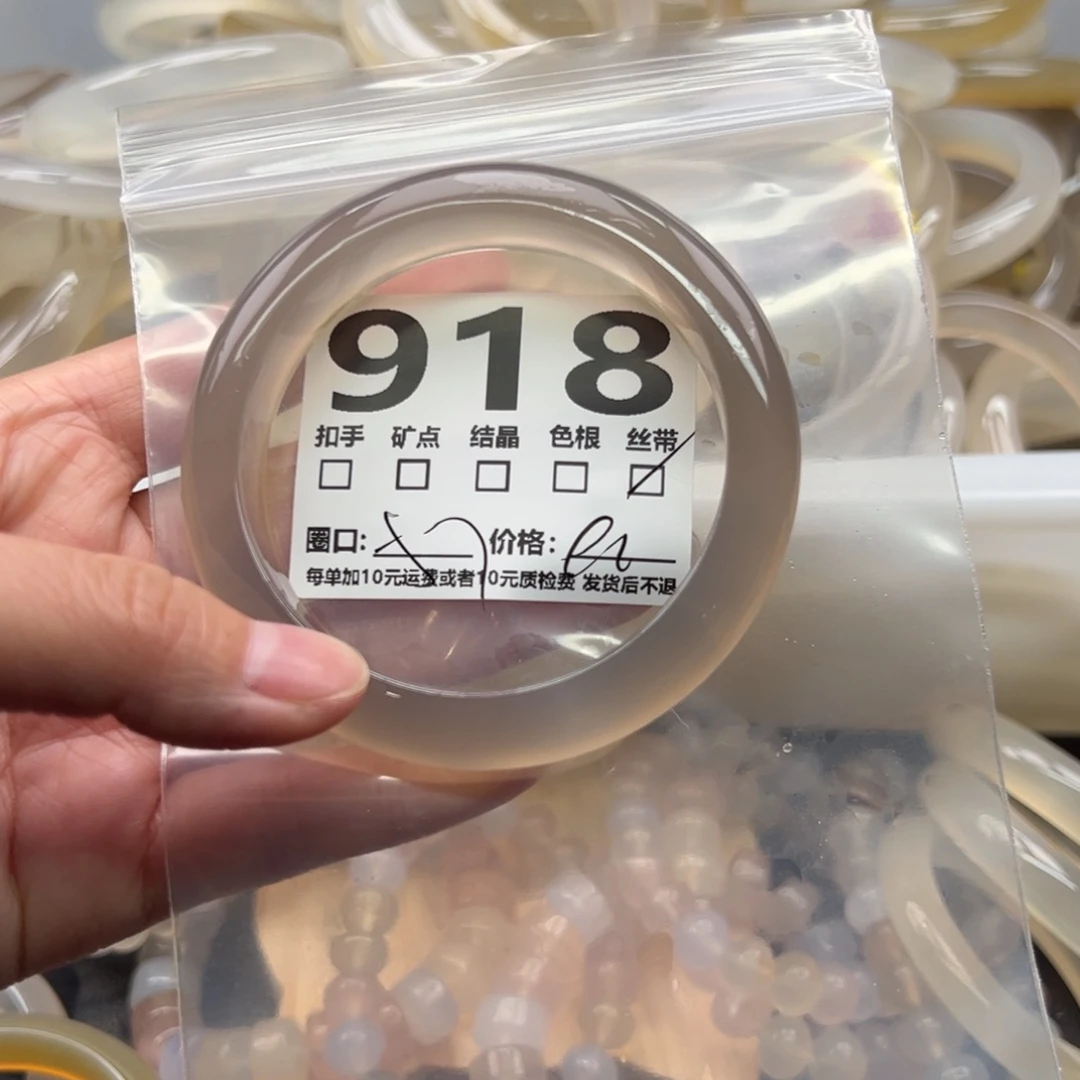 918
扣手 矿点 结晶 色根 丝带
圈口: 价格:
每单加10元运费或者10元质检费 发货后不退